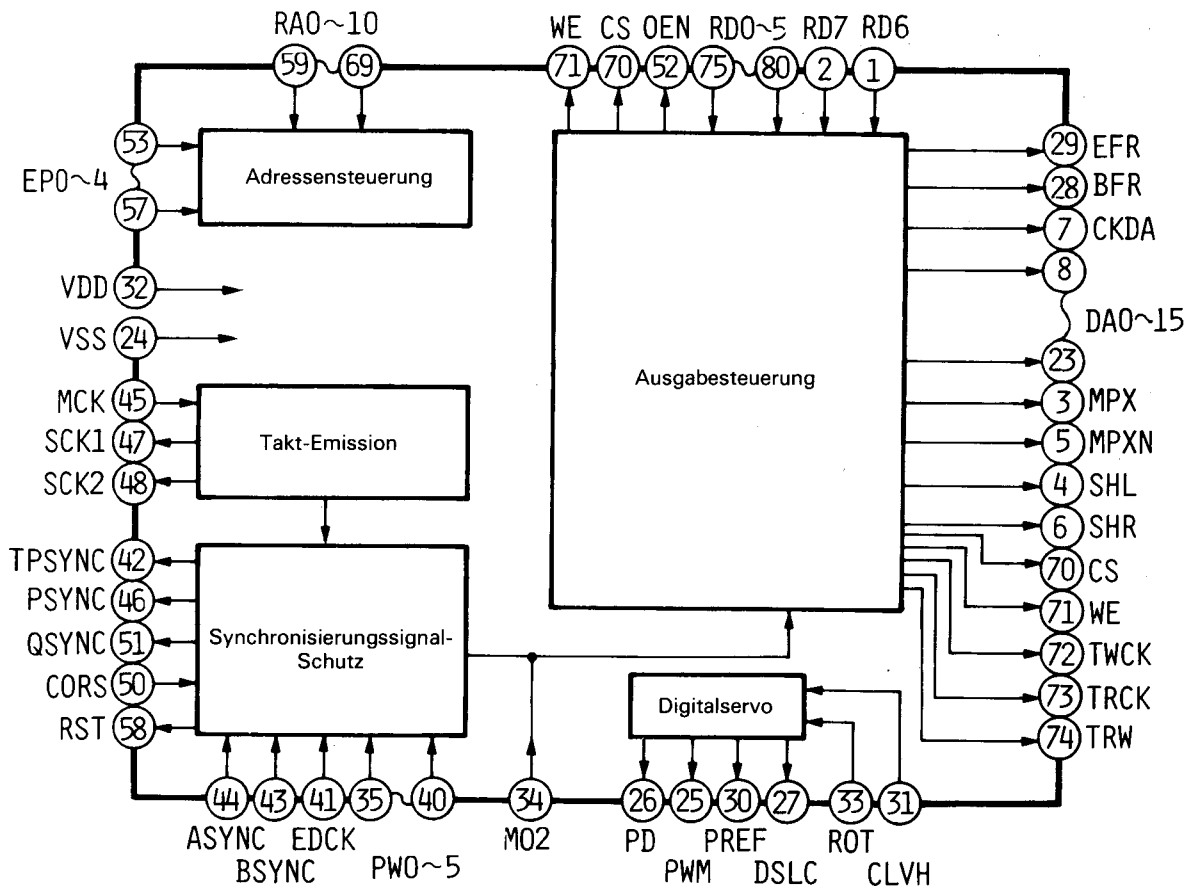 RA0~10 WE CS OEN RD0~5 RD7 RD6
59 69 71 70 52 75 80 2 1
53
EP0~4
57
Adressensteuerung
VDD 32
VSS 24
MCK 45
SCK1 47
SCK2 48
Takt-Emission
TPSYNC 42
PSYNC 46
QSYNC 51
CORS 50
RST 58
Synchronisierungssignal-
Schutz
Ausgabesteuerung
Digitalservo
29 EFR
28 BFR
7 CKDA
8
DA0~15
23
3 MPX
5 MPXN
4 SHL
6 SHR
70 CS
71 WE
72 TWCK
73 TRCK
74 TRW
44 43 41 35 40 34 26 25 30 27 33 31
ASYNC EDCK MO2 PD PREF ROT
BSYNC PW0~5 PWM DSLC CLVH